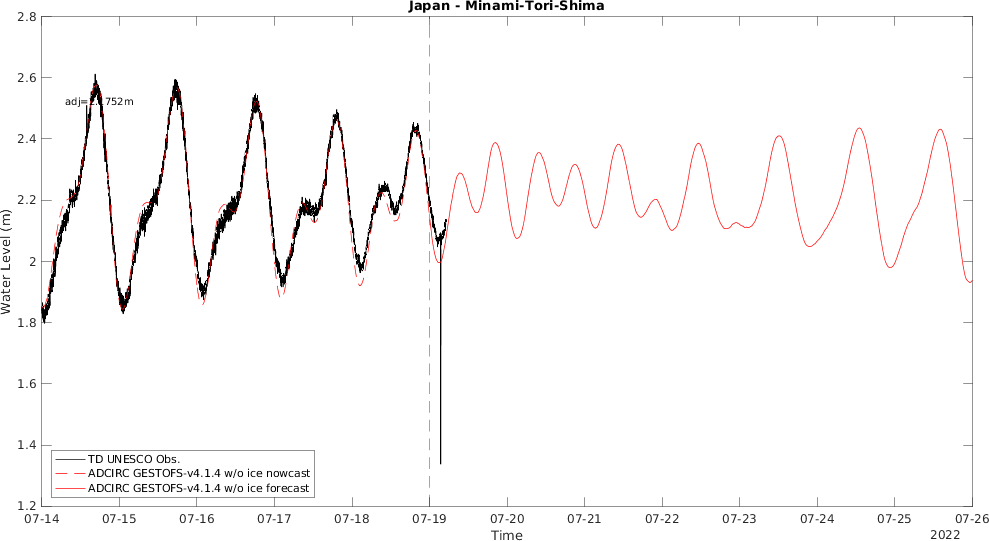 Japan - Minami-Tori-Shima
2.8
2.6
2.4
2.2
2
1.8
1.6
1.4
1.2
Water Level (m)
752m
TD UNESCO Obs.
ADCIRC GESTOFS-v4.1.4 w/o ice nowcast
ADCIRC GESTOFS-v4.1.4 w/o ice forecast
07-14 07-15 07-16 07-17 07-18 07-19 07-20 07-21 07-22 07-23 07-24 07-25 07-26
Time
2022